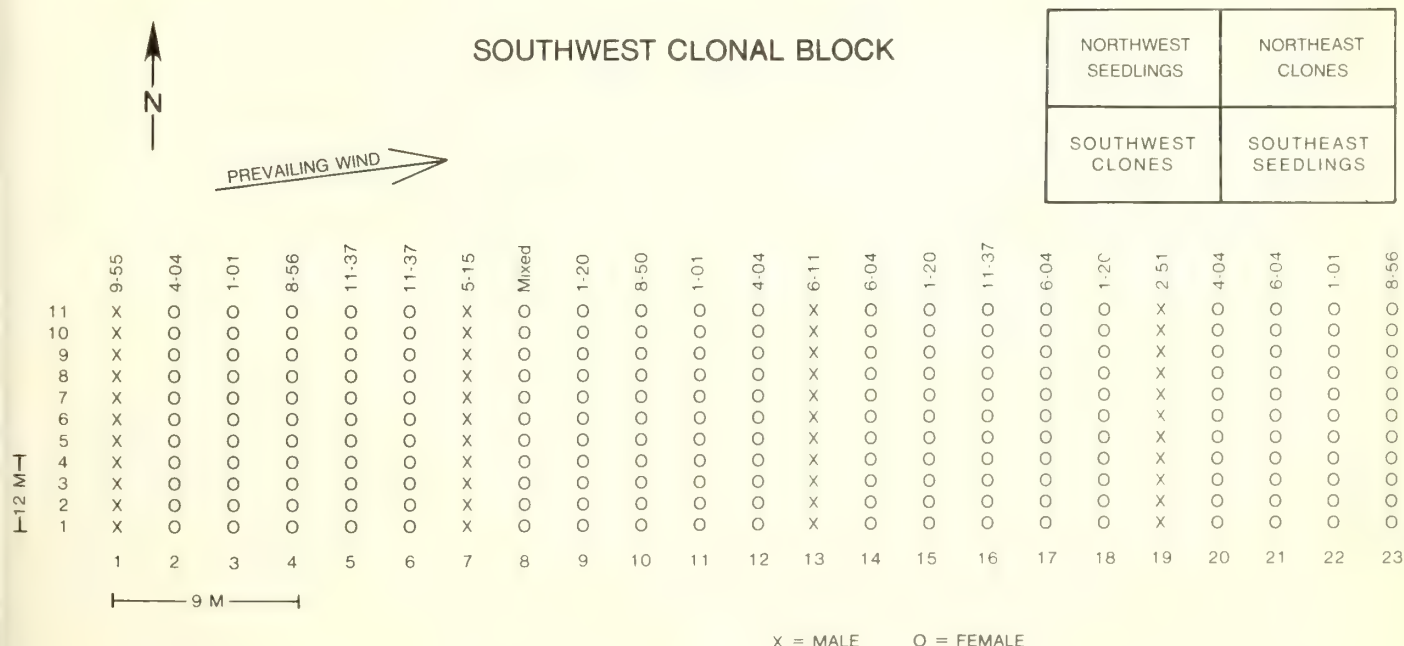 SOUTHWEST CLONAL BLOCK
NORTHWEST SEEDLINGS
NORTHEAST CLONES
SOUTHWEST CLONES
SOUTHEAST SEEDLINGS
N
PREVAILING WIND
9-55 4-04 1-01 8-56 11-37 11-37 5-15 Mixed 1-20 8-50 1-01 4-04 6-11 6-04 1-20 11-37 6-04 1-20 2 51 4-04 6-04 1-01 8-56
11 X O O O O O X O O O O O X O O O O O X O O O O
10 X O O O O O X O O O O O X O O O O O X O O O O
9 X O O O O O X O O O O O X O O O O O X O O O O
8 X O O O O O X O O O O O X O O O O O X O O O O
7 X O O O O O X O O O O O X O O O O O X O O O O
6 X O O O O O X O O O O O X O O O O O X O O O O
5 X O O O O O X O O O O O X O O O O O X O O O O
4 X O O O O O X O O O O O X O O O O O X O O O O
3 X O O O O O X O O O O O X O O O O O X O O O O
2 X O O O O O X O O O O O X O O O O O X O O O O
1 X O O O O O X O O O O O X O O O O O X O O O O
12 M
1 2 3 4 5 6 7 8 9 10 11 12 13 14 15 16 17 18 19 20 21 22 23
9 M
X = MALE O = FEMALE